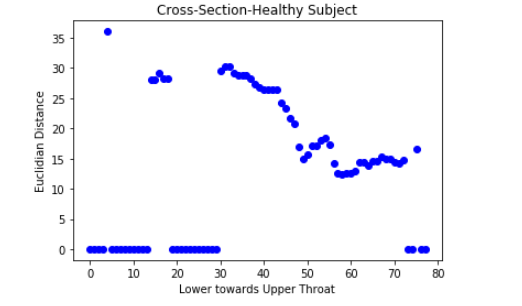 Cross-Section-Healthy Subject
35
30
25
20
15
10
5
0
Euclidian Distance
0 10 20 30 40 50 60 70 80
Lower towards Upper Throat